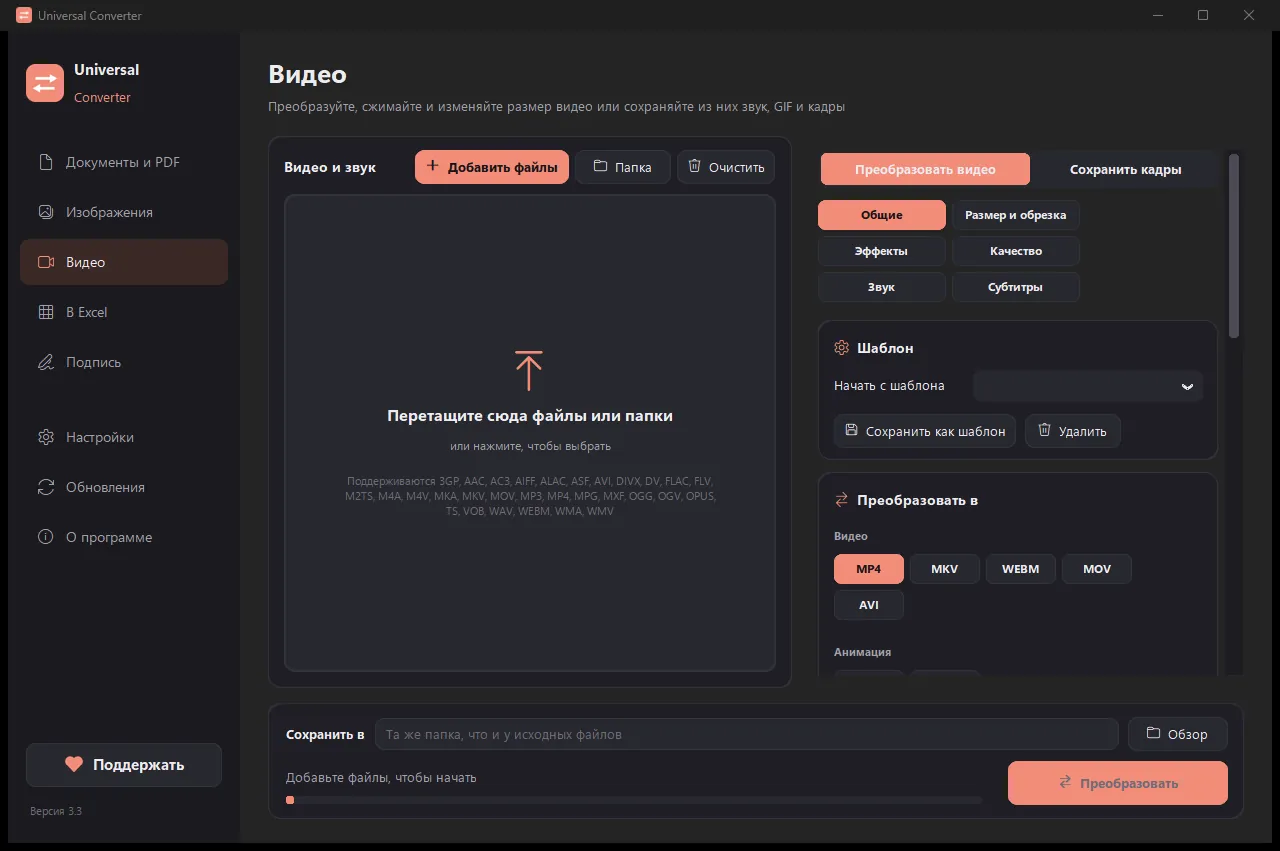 Universal Converter
Universal
Converter
Документы и PDF
Изображения
Видео
В Excel
Подпись
Настройки
Обновления
О программе
Поддержать
Версия 3.3
Видео
Преобразуйте, сжимайте и изменяйте размер видео или сохраняйте из них звук, GIF и кадры
Видео и звук
Добавить файлы
Папка
Очистить
Перетащите сюда файлы или папки
или нажмите, чтобы выбрать
Поддерживаются 3GP, AAC, AC3, AIFF, ALAC, ASF, AVI, DIVX, DV, FLAC, FLV,
M2TS, M4A, M4V, MKA, MKV, MOV, MP3, MP4, MPG, MXF, OGG, OGV, OPUS,
TS, VOB, WAV, WEBM, WMA, WMV
Преобразовать видео
Сохранить кадры
Общие
Размер и обрезка
Эффекты
Качество
Звук
Субтитры
Шаблон
Начать с шаблона
Сохранить как шаблон
Удалить
Преобразовать в
Видео
MP4
MKV
WEBM
MOV
AVI
Анимация
Сохранить в
Та же папка, что и у исходных файлов
Обзор
Добавьте файлы, чтобы начать
Преобразовать